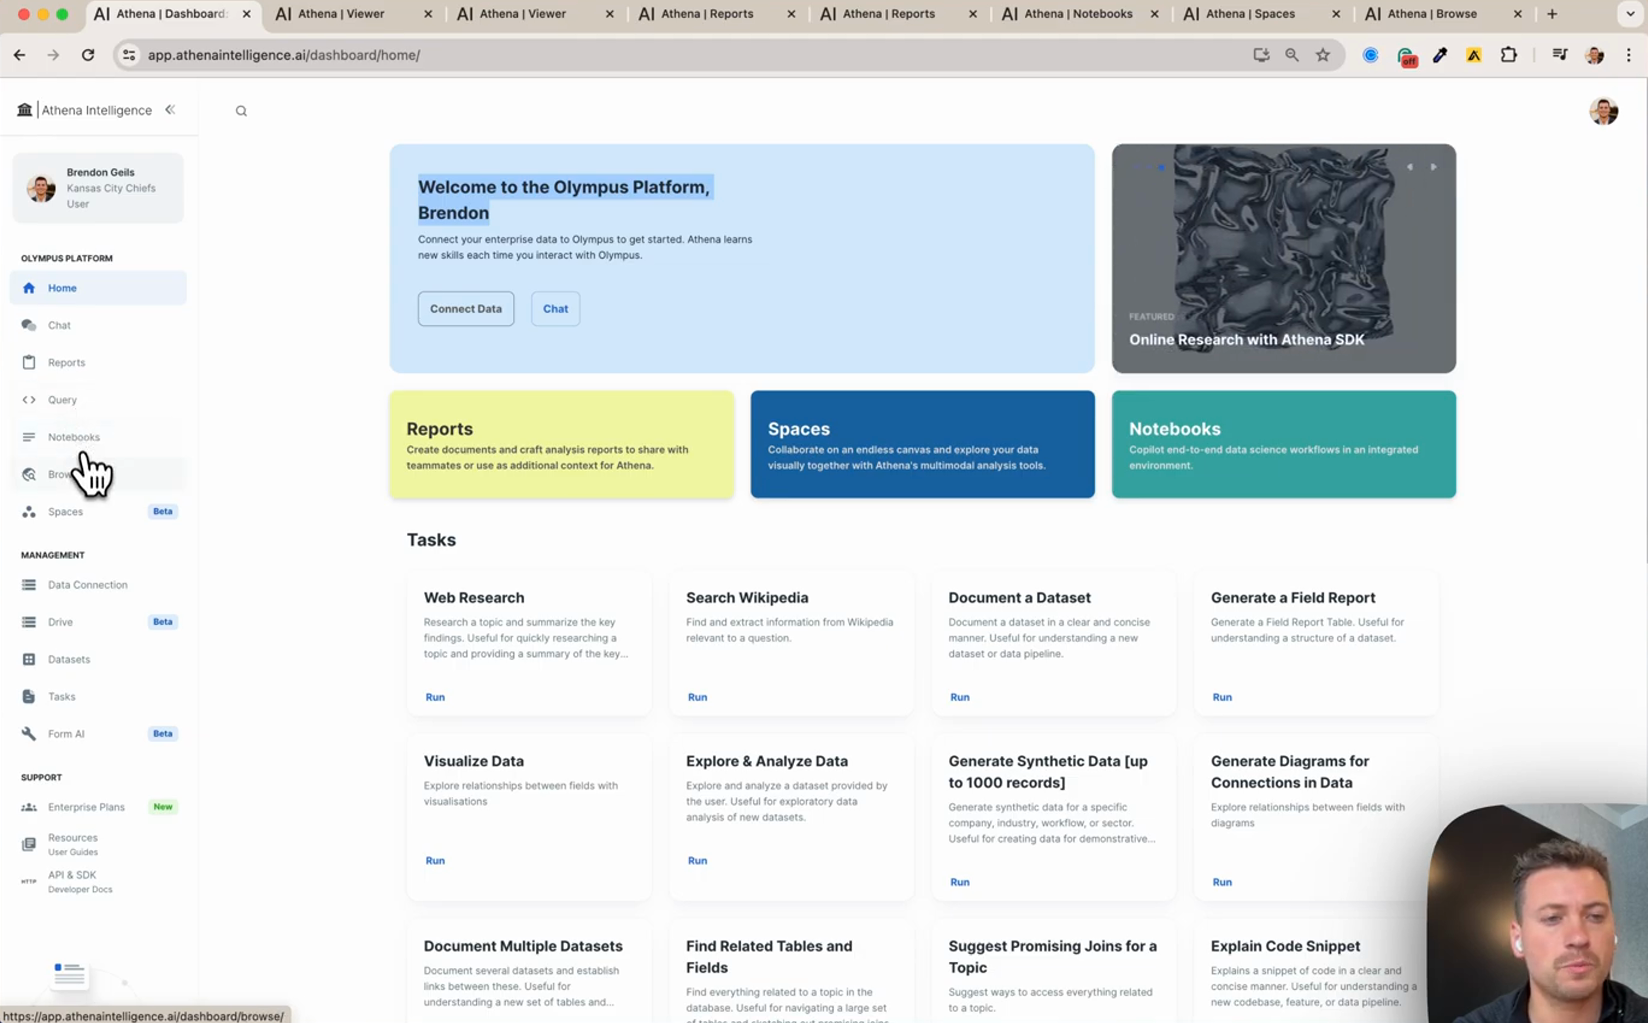 AI Athena | Dashboard:
AI Athena | Viewer
AI Athena | Viewer
AI Athena | Reports
AI Athena | Reports
AI Athena | Notebooks
AI Athena | Spaces
AI Athena | Browse
app.athenaintelligence.ai/dashboard/home/
off
Athena Intelligence
Brendon Geils
Kansas City Chiefs
User
OLYMPUS PLATFORM
Home
Chat
Reports
Query
Notebooks
Spaces Beta
MANAGEMENT
Data Connection
Drive Beta
Datasets
Tasks
Form AI Beta
SUPPORT
Enterprise Plans New
Resources
User Guides
HTTP
API & SDK
Developer Docs
Welcome to the Olympus Platform,
Brendon
Connect your enterprise data to Olympus to get started. Athena learns
new skills each time you interact with Olympus.
Connect Data
Chat
FEATURED
Online Research with Athena SDK
Reports
Create documents and craft analysis reports to share with
teammates or use as additional context for Athena.
Spaces
Collaborate on an endless canvas and explore your data
visually together with Athena's multimodal analysis tools.
Notebooks
Copilot end-to-end data science workflows in an integrated
environment.
Tasks
Web Research
Research a topic and summarize the key
findings. Useful for quickly researching a
topic and providing a summary of the key...
Run
Search Wikipedia
Find and extract information from Wikipedia
relevant to a question.
Run
Document a Dataset
Document a dataset in a clear and concise
manner. Useful for understanding a new
dataset or data pipeline.
Run
Generate a Field Report
Generate a Field Report Table. Useful for
understanding a structure of a dataset.
Run
Visualize Data
Explore relationships between fields with
visualisations
Run
Explore & Analyze Data
Explore and analyze a dataset provided by
the user. Useful for exploratory data
analysis of new datasets.
Run
Generate Synthetic Data [up
to 1000 records]
Generate synthetic data for a specific
company, industry, workflow, or sector.
Useful for creating data for demonstrative...
Run
Generate Diagrams for
Connections in Data
Explore relationships between fields with
diagrams
Run
Document Multiple Datasets
Document several datasets and establish
links between these. Useful for
understanding a new set of tables and...
Find Related Tables and
Fields
Find everything related to a topic in the
database. Useful for navigating a large
Suggest Promising Joins for a
Topic
Suggest ways to access everything related
to a topic.
Explain Code Snippet
Explains a snippet of code in a clear and
concise manner. Useful for understanding a
new codebase, feature, or data pipeline.
https://app.athenaintelligence.ai/dashboard/browse/